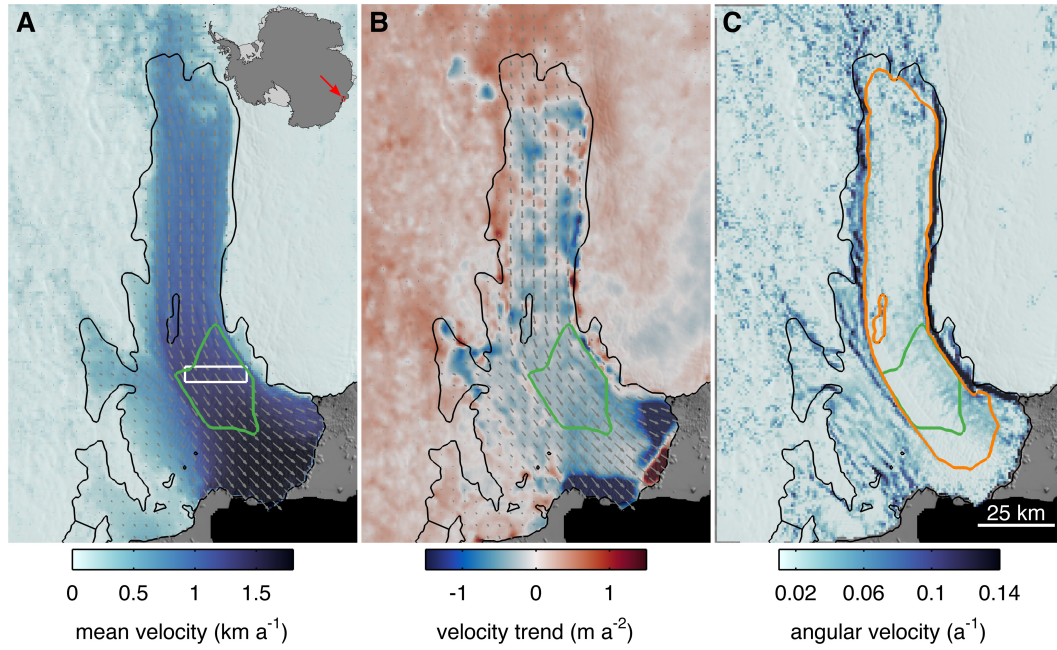 A
B
C
25 km
0 0.5 1 1.5
-1 0 1
0.02 0.06 0.1 0.14
mean velocity (km a⁻¹)
velocity trend (m a⁻²)
angular velocity (a⁻¹)